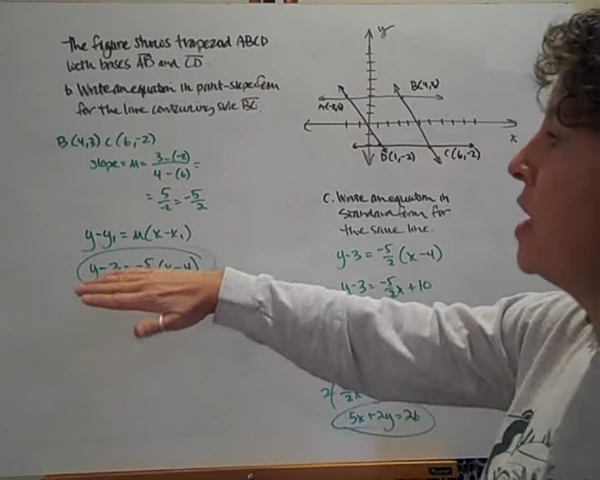 The figure shows trapezoid ABCD
with bases AB and CD.
b. Write an equation in point-slope form
for the line containing side BC.
B(4,3) C(6,-2)
slope = m = 3-(-2) / 4-(6) =
= 5/-2 = -5/2
y-y₁ = m(x-x₁)
y-3 = -5 (x-4)
y
B(4,3)
x
D(1,-2)
C(6,-2)
c. Write an equation in
standard form for
the same line.
y-3 = -5/2 (x-4)
y-3 = -5/2 x + 10
5x+2y=26